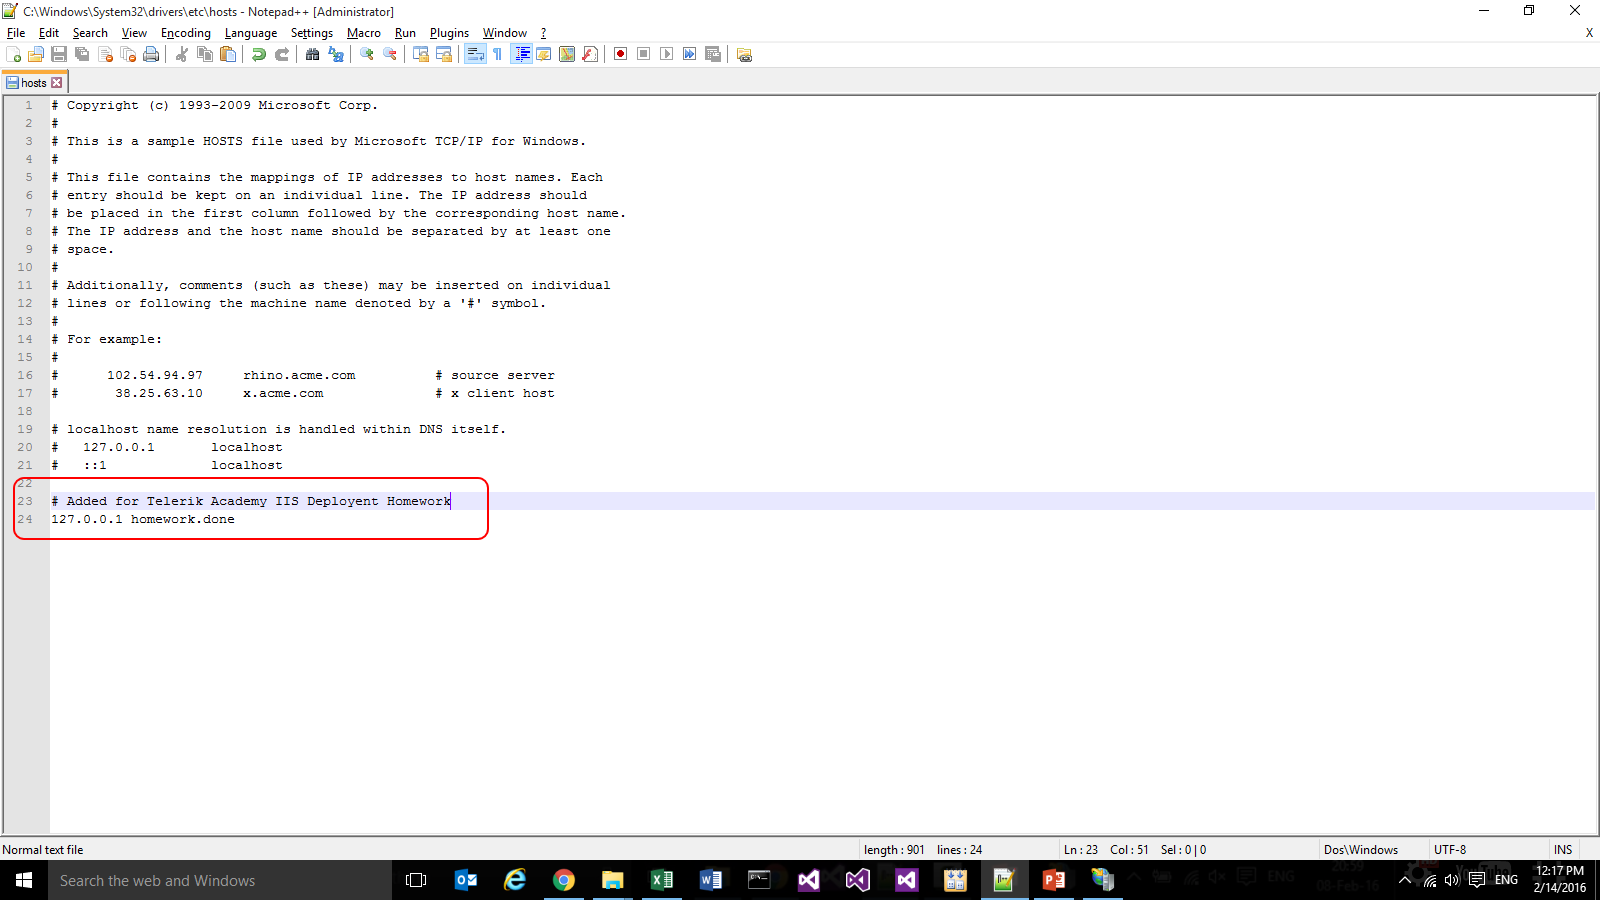 C:\Windows\System32\drivers\etc\hosts - Notepad++ [Administrator]
File Edit Search View Encoding Language Settings Macro Run Plugins Window ? X
hosts
1 # Copyright (c) 1993-2009 Microsoft Corp.
2 #
3 # This is a sample HOSTS file used by Microsoft TCP/IP for Windows.
4 #
5 # This file contains the mappings of IP addresses to host names. Each
6 # entry should be kept on an individual line. The IP address should
7 # be placed in the first column followed by the corresponding host name.
8 # The IP address and the host name should be separated by at least one
9 # space.
10 #
11 # Additionally, comments (such as these) may be inserted on individual
12 # lines or following the machine name denoted by a '#' symbol.
13 #
14 # For example:
15 #
16 #      102.54.94.97     rhino.acme.com          # source server
17 #       38.25.63.10     x.acme.com              # x client host
18
19 # localhost name resolution is handled within DNS itself.
20 #   127.0.0.1       localhost
21 #   ::1             localhost
22
23 # Added for Telerik Academy IIS Deployent Homework
24 127.0.0.1 homework.done
Normal text file length : 901 lines : 24 Ln : 23 Col : 51 Sel : 0 | 0 Dos\Windows UTF-8 INS
Search the web and Windows
ENG
12:17 PM
2/14/2016